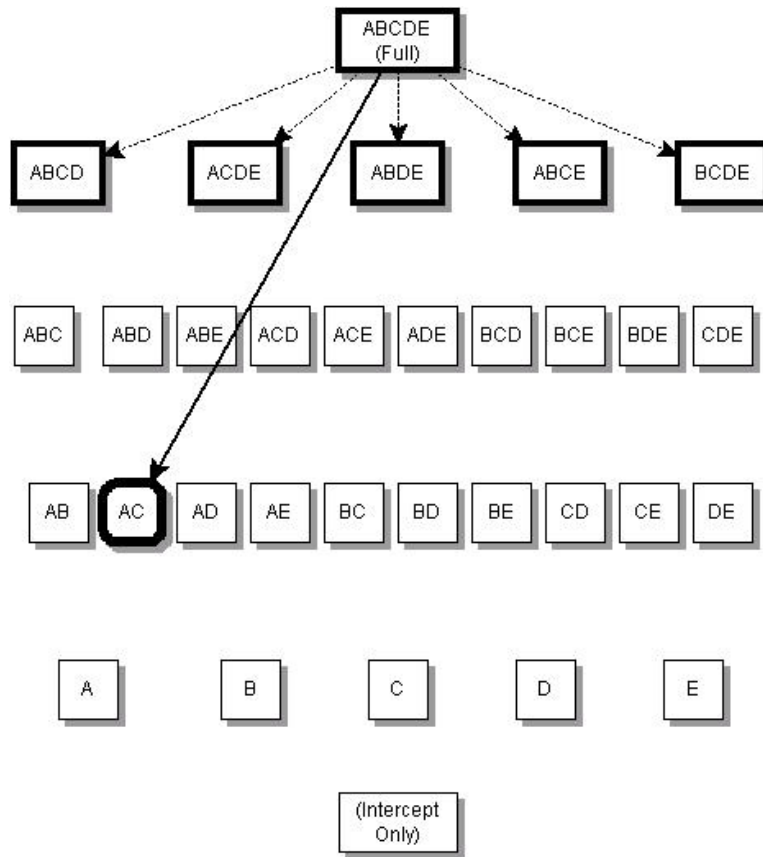 ABCDE
(Full)
ABCD ACDE ABDE ABCE BCDE
ABC ABD ABE ACD ACE ADE BCD BCE BDE CDE
AB AC AD AE BC BD BE CD CE DE
A B C D E
(Intercept
Only)